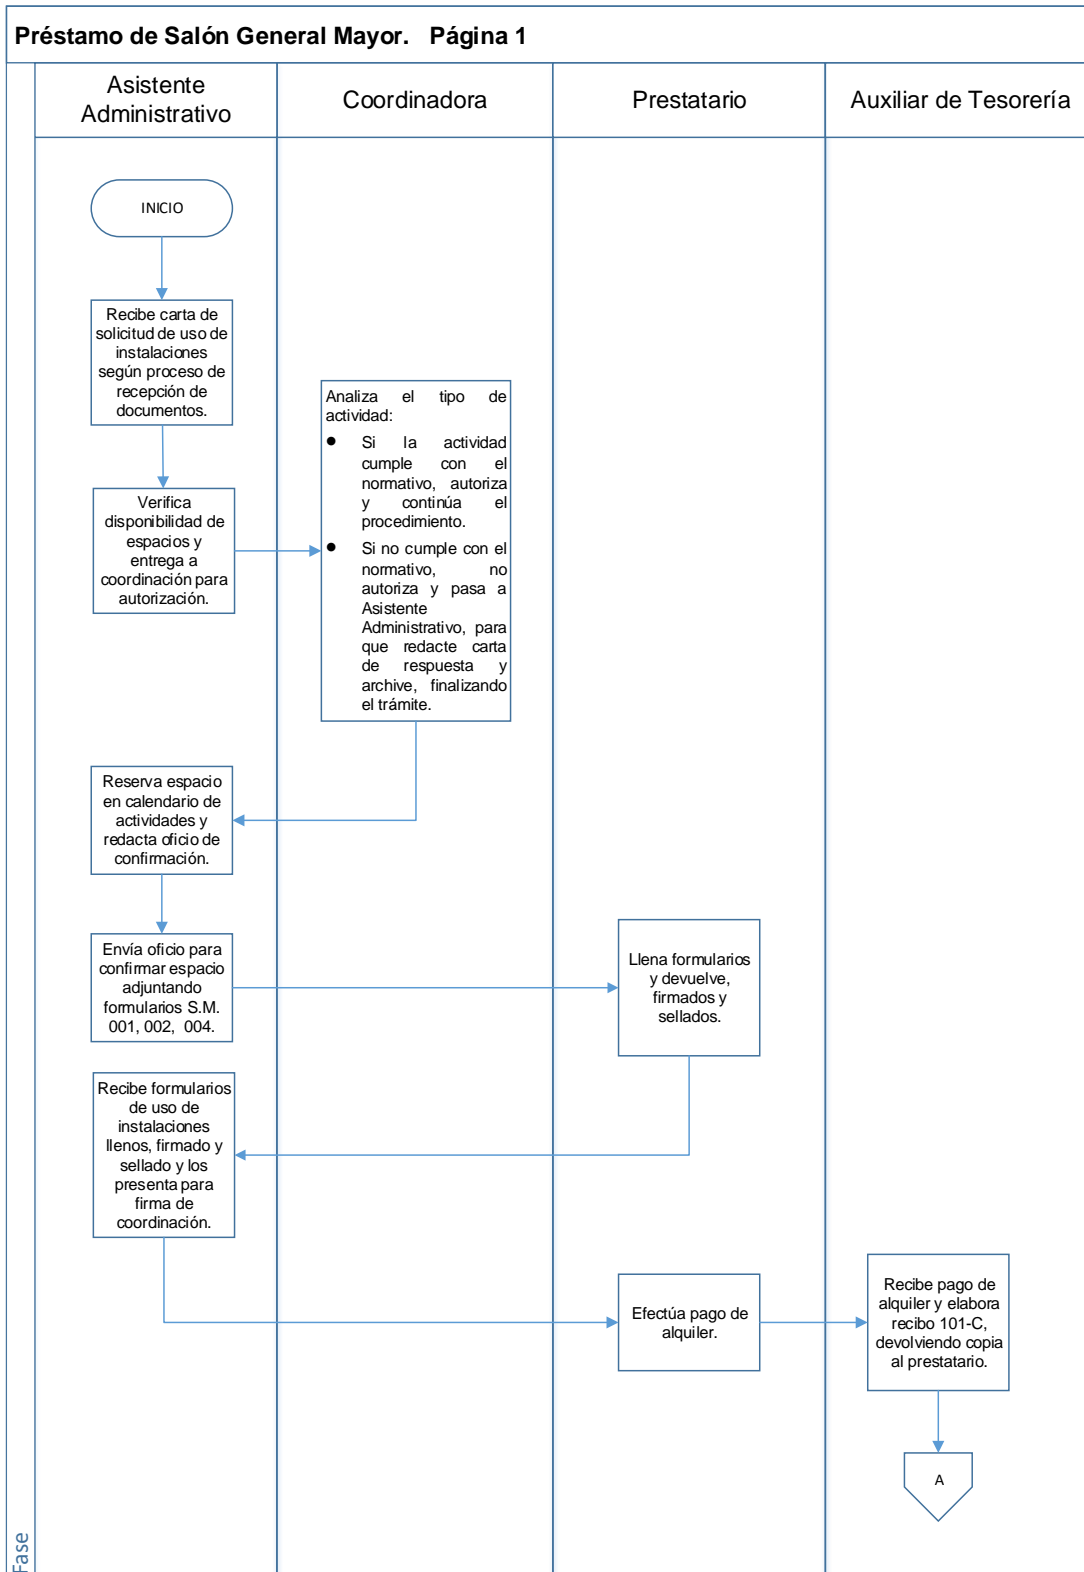 Préstamo de Salón General Mayor.   Página 1
Asistente
Administrativo
Coordinadora
Prestatario
Auxiliar de Tesorería
INICIO
Recibe carta de
solicitud de uso de
instalaciones
según proceso de
recepción de
documentos.
Verifica
disponibilidad de
espacios y
entrega a
coordinación para
autorización.
Analiza el tipo de
actividad:
● Si la actividad
cumple con el
normativo, autoriza
y continúa el
procedimiento.
● Si no cumple con el
normativo, no
autoriza y pasa a
Asistente
Administrativo, para
que redacte carta
de respuesta y
archive, finalizando
el trámite.
Reserva espacio
en calendario de
actividades y
redacta oficio de
confirmación.
Envía oficio para
confirmar espacio
adjuntando
formularios S.M.
001, 002,  004.
Llena formularios
y devuelve,
firmados y
sellados.
Recibe formularios
de uso de
instalaciones
llenos, firmado y
sellado y los
presenta para
firma de
coordinación.
Efectúa pago de
alquiler.
Recibe pago de
alquiler y elabora
recibo 101-C,
devolviendo copia
al prestatario.
A
Fase